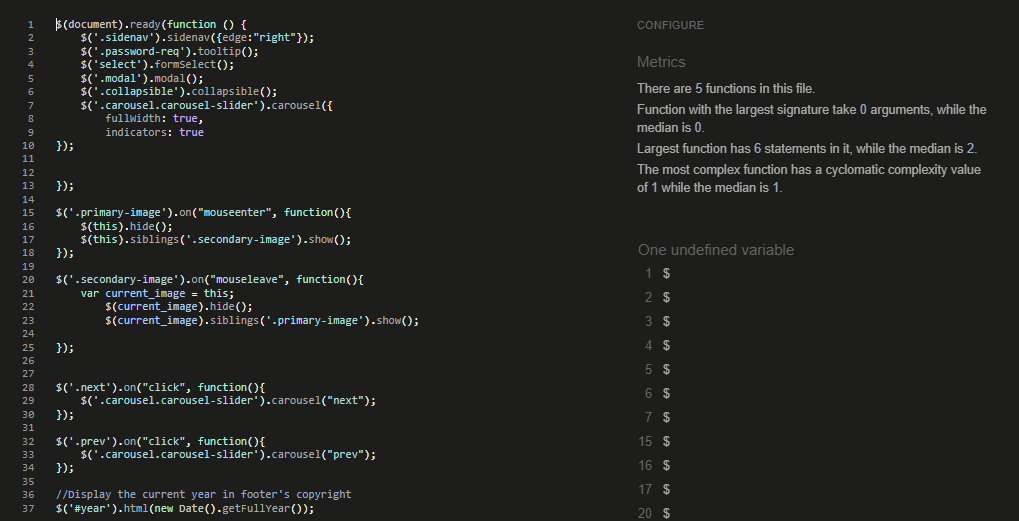 1 $(document).ready(function () {
2 $('.sidenav').sidenav({edge:"right"});
3 $('.password-req').tooltip();
4 $('select').formSelect();
5 $('.modal').modal();
6 $('.collapsible').collapsible();
7 $('.carousel.carousel-slider').carousel({
8 fullWidth: true,
9 indicators: true
10 });
11
12
13 });
14
15 $('.primary-image').on("mouseenter", function(){
16 $(this).hide();
17 $(this).siblings('.secondary-image').show();
18 });
19
20 $('.secondary-image').on("mouseleave", function(){
21 var current_image = this;
22 $(current_image).hide();
23 $(current_image).siblings('.primary-image').show();
24
25 });
26
27
28 $('.next').on("click", function(){
29 $('.carousel.carousel-slider').carousel("next");
30 });
31
32 $('.prev').on("click", function(){
33 $('.carousel.carousel-slider').carousel("prev");
34 });
35
36 //Display the current year in footer's copyright
37 $('#year').html(new Date().getFullYear());
CONFIGURE
Metrics
There are 5 functions in this file.
Function with the largest signature take 0 arguments, while the
median is 0.
Largest function has 6 statements in it, while the median is 2.
The most complex function has a cyclomatic complexity value
of 1 while the median is 1.
One undefined variable
1 $
2 $
3 $
4 $
5 $
6 $
7 $
15 $
16 $
17 $
20 $